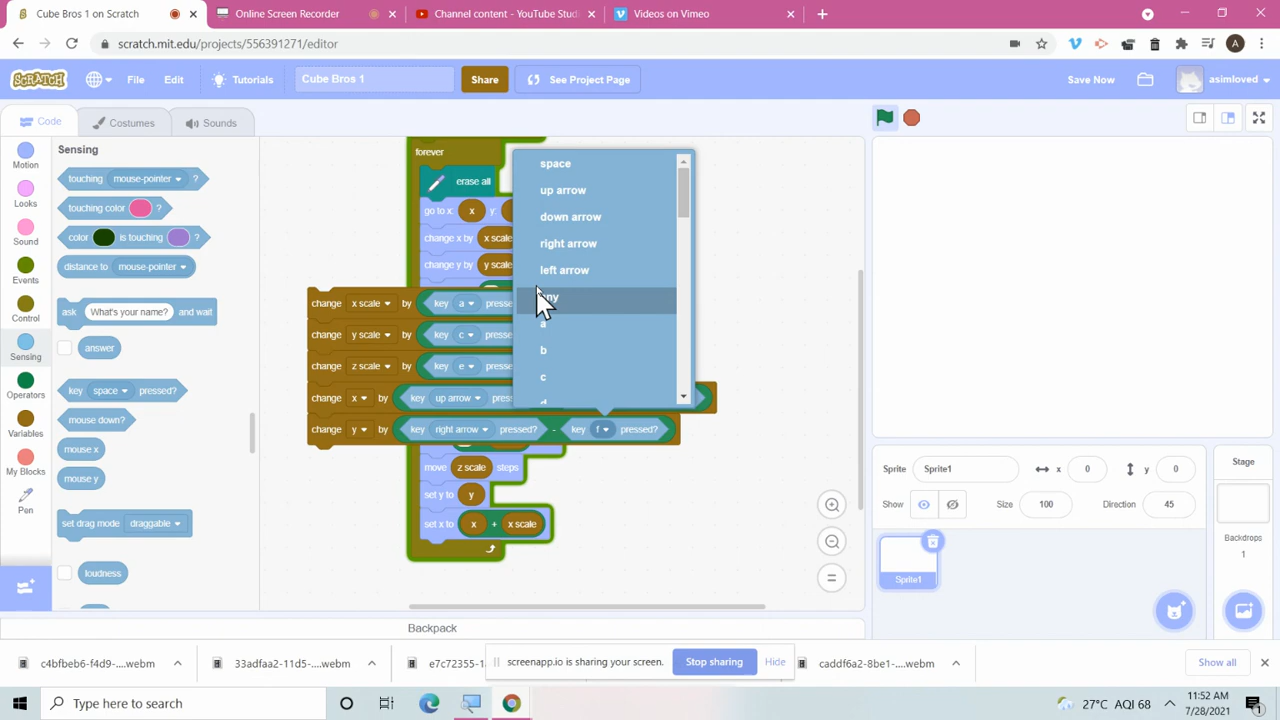 Cube Bros 1 on Scratch
Online Screen Recorder
Channel content - YouTube Studi
Videos on Vimeo
scratch.mit.edu/projects/556391271/editor
A
SCRATCH
File
Edit
Tutorials
Cube Bros 1
Share
See Project Page
Save Now
asimloved
Code
Costumes
Sounds
Motion
Looks
Sound
Events
Control
Sensing
Operators
Variables
My Blocks
Pen
Sensing
touching mouse-pointer ?
touching color ?
color is touching ?
distance to mouse-pointer
ask What's your name? and wait
answer
key space pressed?
mouse down?
mouse x
mouse y
set drag mode draggable
loudness
forever
erase all
go to x: x y:
change x by x scale
change y by y scale
change x scale by key a
change y scale by key c
change z scale by key e
change x by key up arrow
change y by key right arrow pressed? - key f pressed?
move z scale steps
set y to y
set x to x + x scale
space
up arrow
down arrow
right arrow
left arrow
a
b
c
Sprite
Sprite1
x
0
y
0
Show
Size
100
Direction
45
Sprite1
Stage
Backdrops
1
Backpack
c4bfbeb6-f4d9-....webm
33adfaa2-11d5-....webm
e7c72355-1
screenapp.io is sharing your screen.
Stop sharing
Hide
caddf6a2-8be1-....webm
Show all
Type here to search
27°C AQI 68
11:52 AM
7/28/2021
1